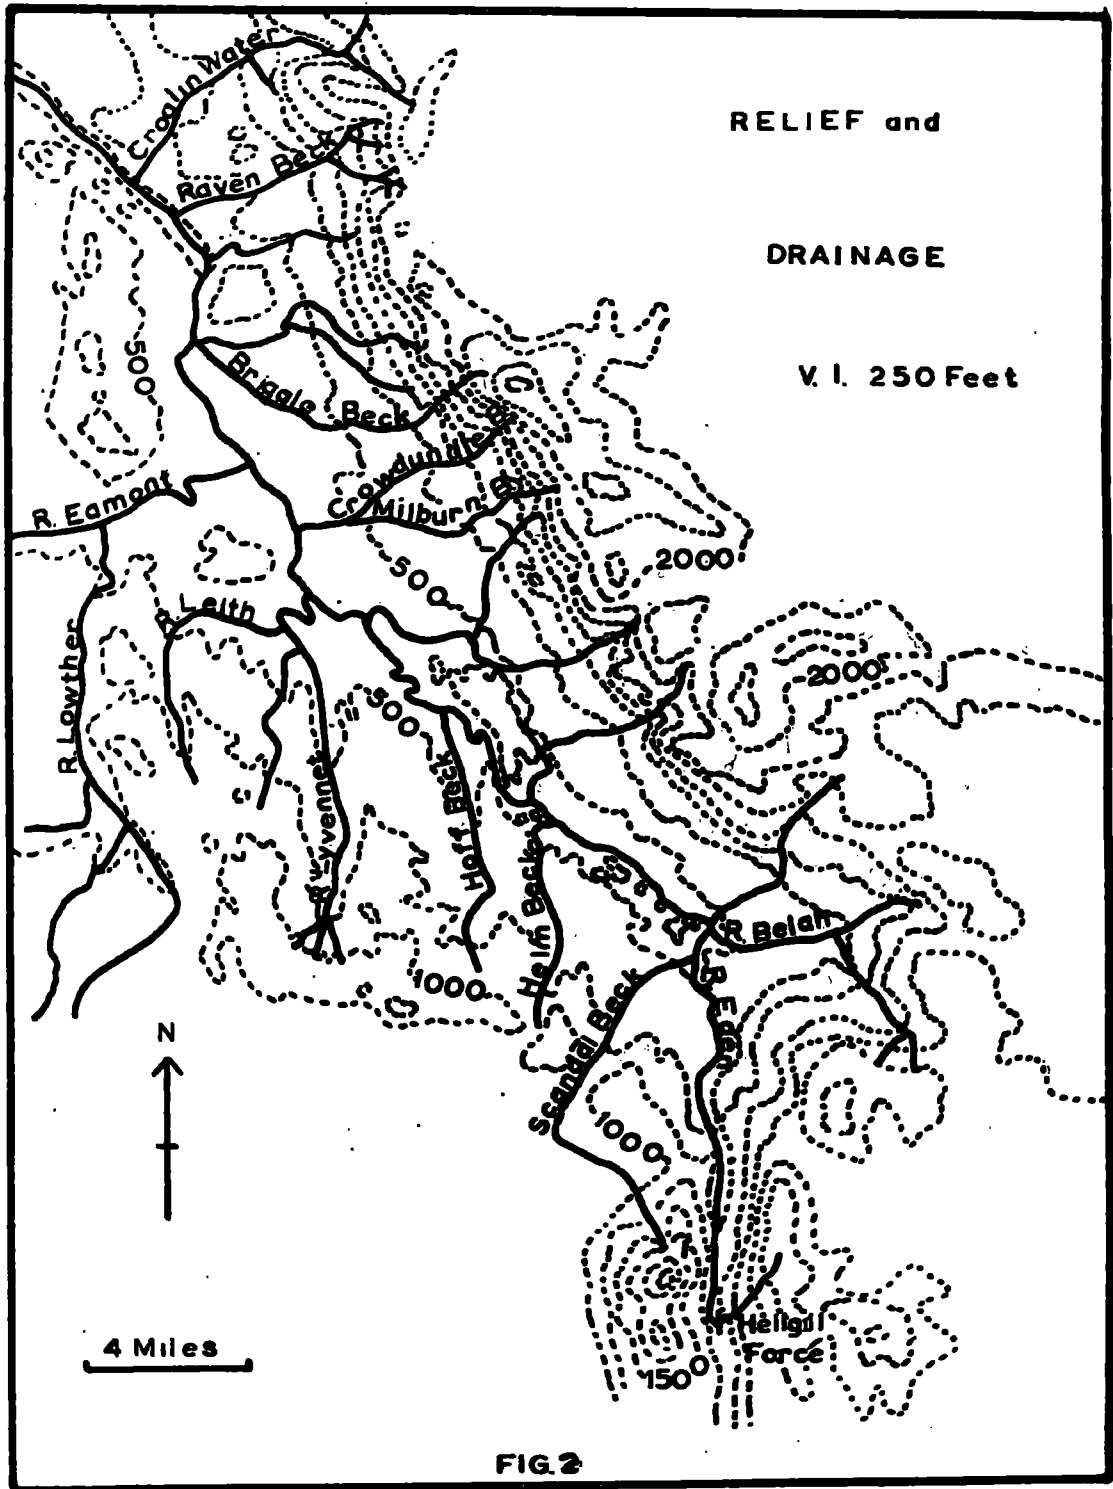 RELIEF and
DRAINAGE
V. I. 250 Feet
Croglin Water
Raven Beck
500
Briggle Beck
Crowdundle B.
Milburn B.
R. Eamont
500
2000
R. Leith
R. Lowther
2000
500
R. Lyvennet
Hoff Beck
Helm Beck
R. Belah
1000
Scandal Beck
R. Eden
N
1000
Hellgill
Force
1500
4 Miles
FIG. 2